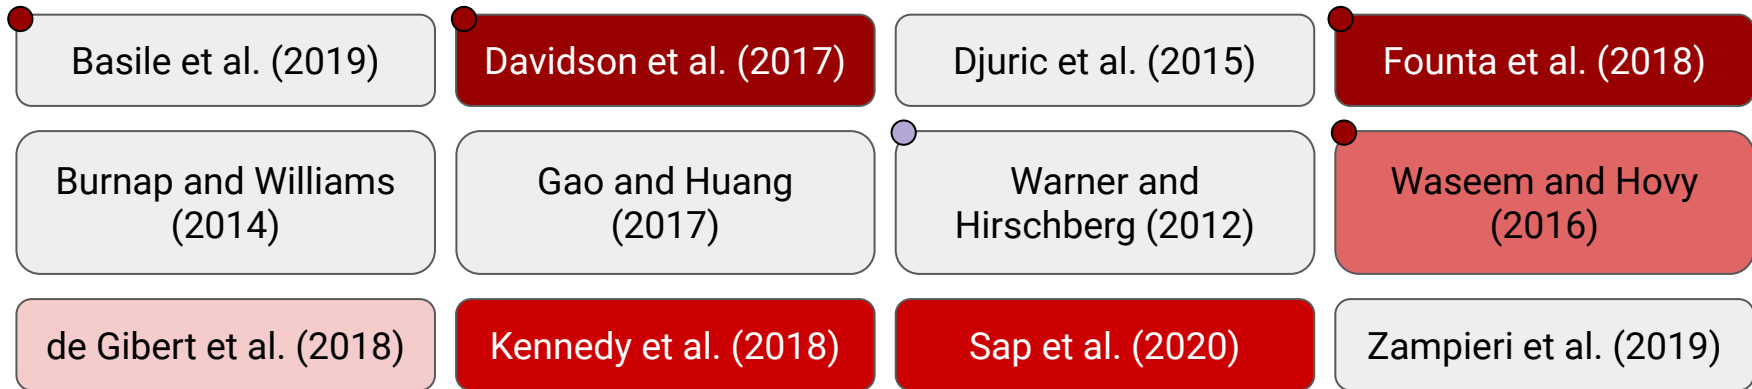 Basile et al. (2019)
Davidson et al. (2017)
Djuric et al. (2015)
Founta et al. (2018)
Burnap and Williams
(2014)
Gao and Huang
(2017)
Warner and
Hirschberg (2012)
Waseem and Hovy
(2016)
de Gibert et al. (2018)
Kennedy et al. (2018)
Sap et al. (2020)
Zampieri et al. (2019)